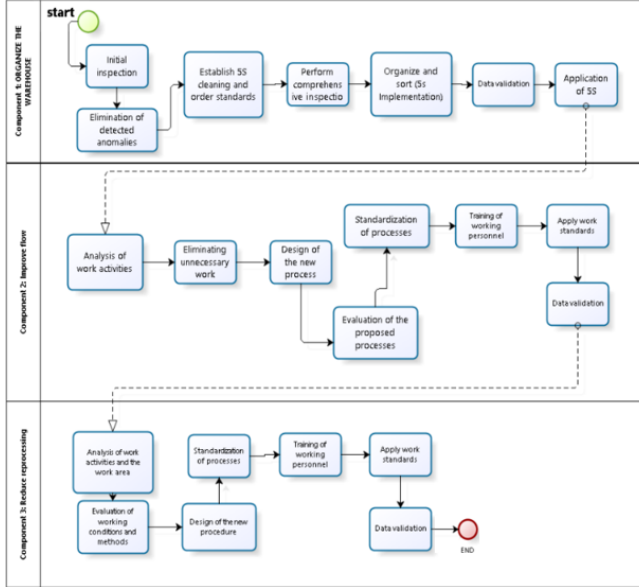 start
Component 1: ORGANIZE THE
WAREHOUSE
Initial
inspection
Elimination of
detected
anomalies
Establish 5S
cleaning and
order standards
Perform
comprehens
ive inspectio
Organize and
sort (5s
Implementation)
Data validation
Application
of 5S
Component 2: Improve flow
Analysis of
work activities
Eliminating
unnecessary
work
Design of
the new
process
Evaluation of the
proposed
processes
Standardization
of processes
Training of
working
personnel
Apply work
standards
Data validation
Component 3: Reduce reprocessing
Analysis of work
activities and the
work area
Evaluation of
working
conditions and
methods
Design of the new
procedure
Standardization
of processes
Training of
working
personnel
Apply work
standards
Data validation
END